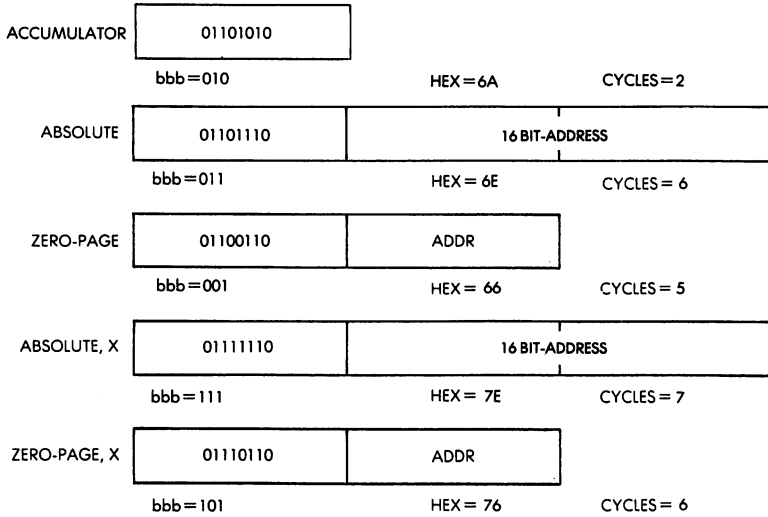 ACCUMULATOR 01101010
bbb=010 HEX=6A CYCLES=2
ABSOLUTE 01101110 16 BIT-ADDRESS
bbb=011 HEX= 6E CYCLES= 6
ZERO-PAGE 01100110 ADDR
bbb=001 HEX= 66 CYCLES= 5
ABSOLUTE, X 01111110 16 BIT-ADDRESS
bbb=111 HEX= 7E CYCLES= 7
ZERO-PAGE, X 01110110 ADDR
bbb=101 HEX= 76 CYCLES= 6